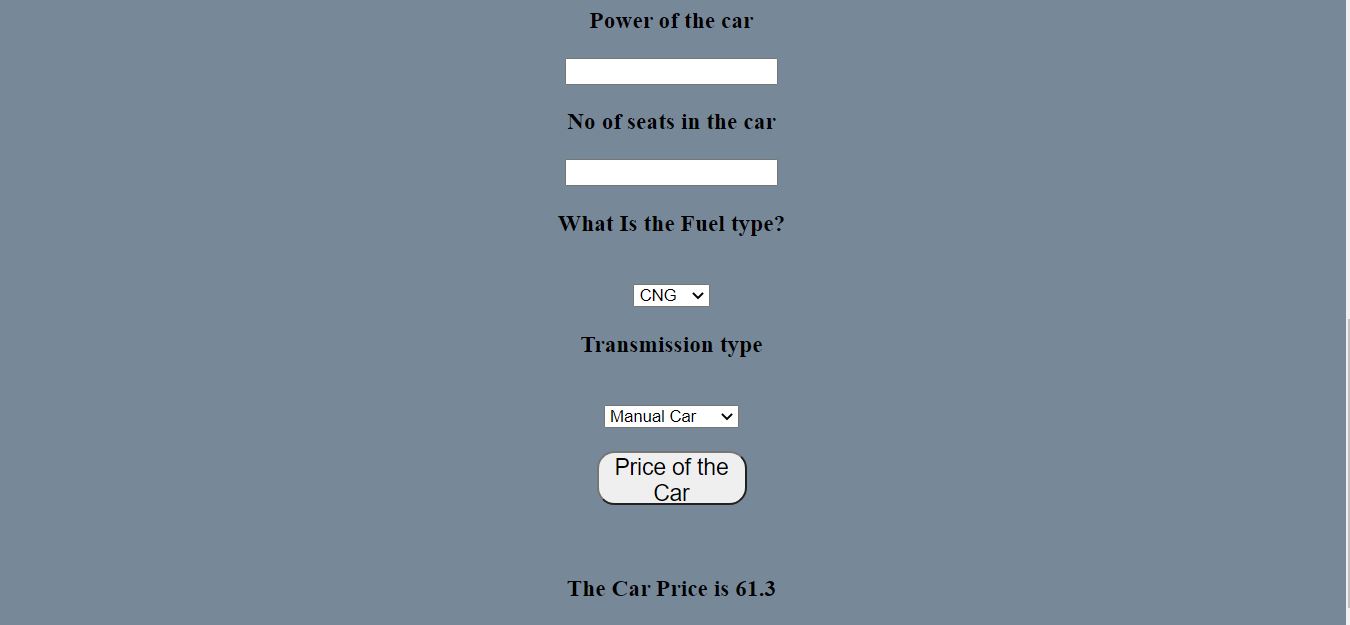 Power of the car
No of seats in the car
What Is the Fuel type?
CNG
Transmission type
Manual Car
Price of the
Car
The Car Price is 61.3